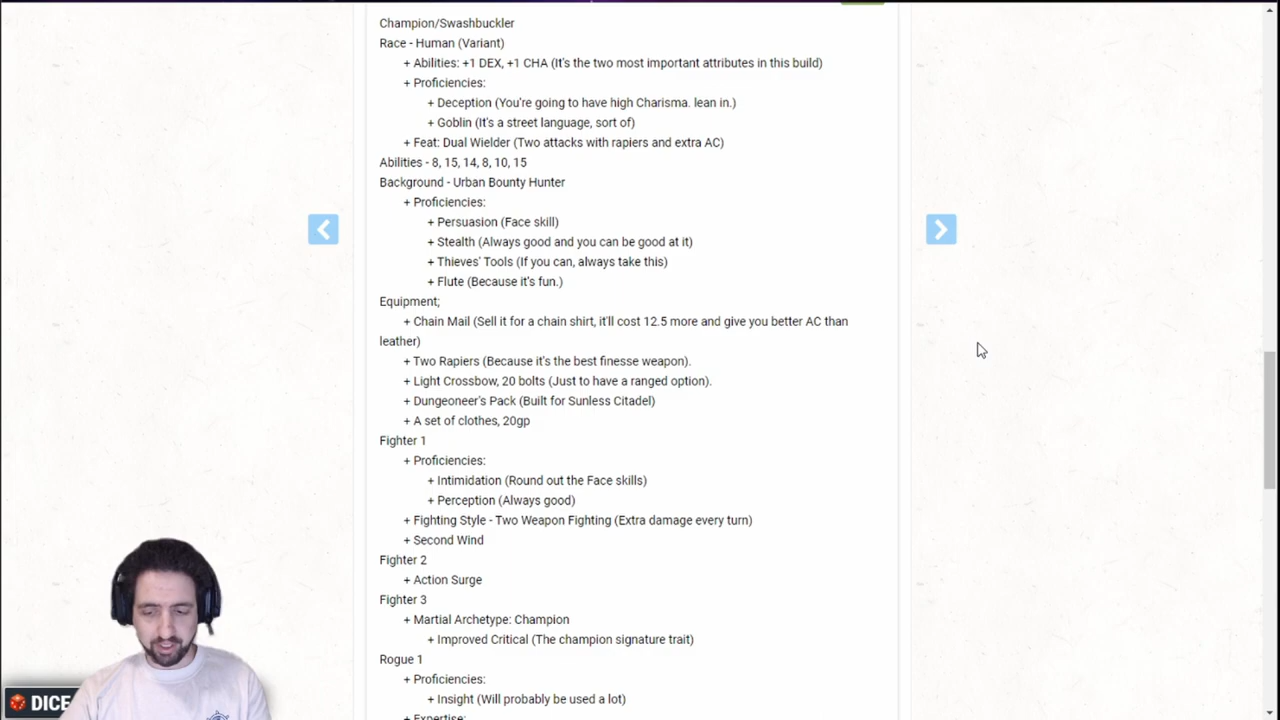 Champion/Swashbuckler
Race - Human (Variant)
+ Abilities: +1 DEX, +1 CHA (It's the two most important attributes in this build)
+ Proficiencies:
+ Deception (You're going to have high Charisma. lean in.)
+ Goblin (It's a street language, sort of)
+ Feat: Dual Wielder (Two attacks with rapiers and extra AC)
Abilities - 8, 15, 14, 8, 10, 15
Background - Urban Bounty Hunter
+ Proficiencies:
+ Persuasion (Face skill)
+ Stealth (Always good and you can be good at it)
+ Thieves' Tools (If you can, always take this)
+ Flute (Because it's fun.)
Equipment;
+ Chain Mail (Sell it for a chain shirt, it'll cost 12.5 more and give you better AC than
leather)
+ Two Rapiers (Because it's the best finesse weapon).
+ Light Crossbow, 20 bolts (Just to have a ranged option).
+ Dungeoneer's Pack (Built for Sunless Citadel)
+ A set of clothes, 20gp
Fighter 1
+ Proficiencies:
+ Intimidation (Round out the Face skills)
+ Perception (Always good)
+ Fighting Style - Two Weapon Fighting (Extra damage every turn)
+ Second Wind
Fighter 2
+ Action Surge
Fighter 3
+ Martial Archetype: Champion
+ Improved Critical (The champion signature trait)
Rogue 1
+ Proficiencies:
+ Insight (Will probably be used a lot)
+ Expertise:
DICE